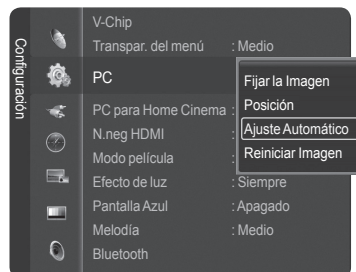 Configuración
V-Chip
Transpar. del menú : Medio
PC
PC para Home Cinema :
N.neg HDMI :
Modo película :
Efecto de luz : Siempre
Pantalla Azul : Apagado
Melodía : Medio
Bluetooth
Fijar la Imagen
Posición
Ajuste Automático
Reiniciar Imagen